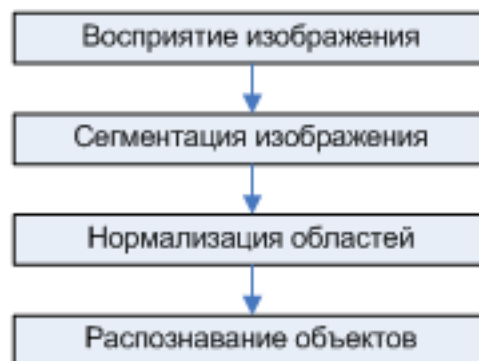 Восприятие изображения
Сегментация изображения
Нормализация областей
Распознавание объектов